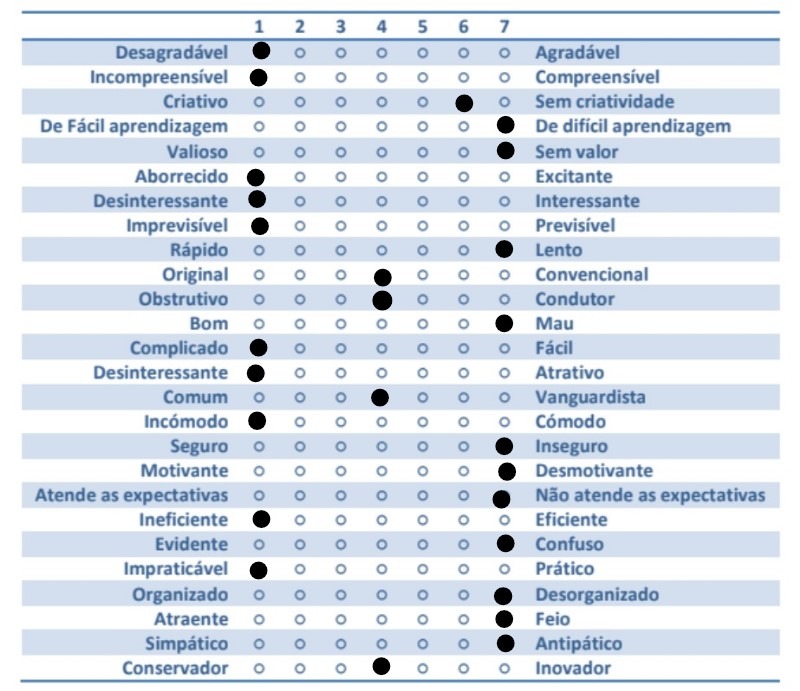 1 2 3 4 5 6 7
Desagradável Agradável
Incompreensível Compreensível
Criativo Sem criatividade
De Fácil aprendizagem De difícil aprendizagem
Valioso Sem valor
Aborrecido Excitante
Desinteressante Interessante
Imprevisível Previsível
Rápido Lento
Original Convencional
Obstrutivo Condutor
Bom Mau
Complicado Fácil
Desinteressante Atrativo
Comum Vanguardista
Incómodo Cómodo
Seguro Inseguro
Motivante Desmotivante
Atende as expectativas Não atende as expectativas
Ineficiente Eficiente
Evidente Confuso
Impraticável Prático
Organizado Desorganizado
Atraente Feio
Simpático Antipático
Conservador Inovador